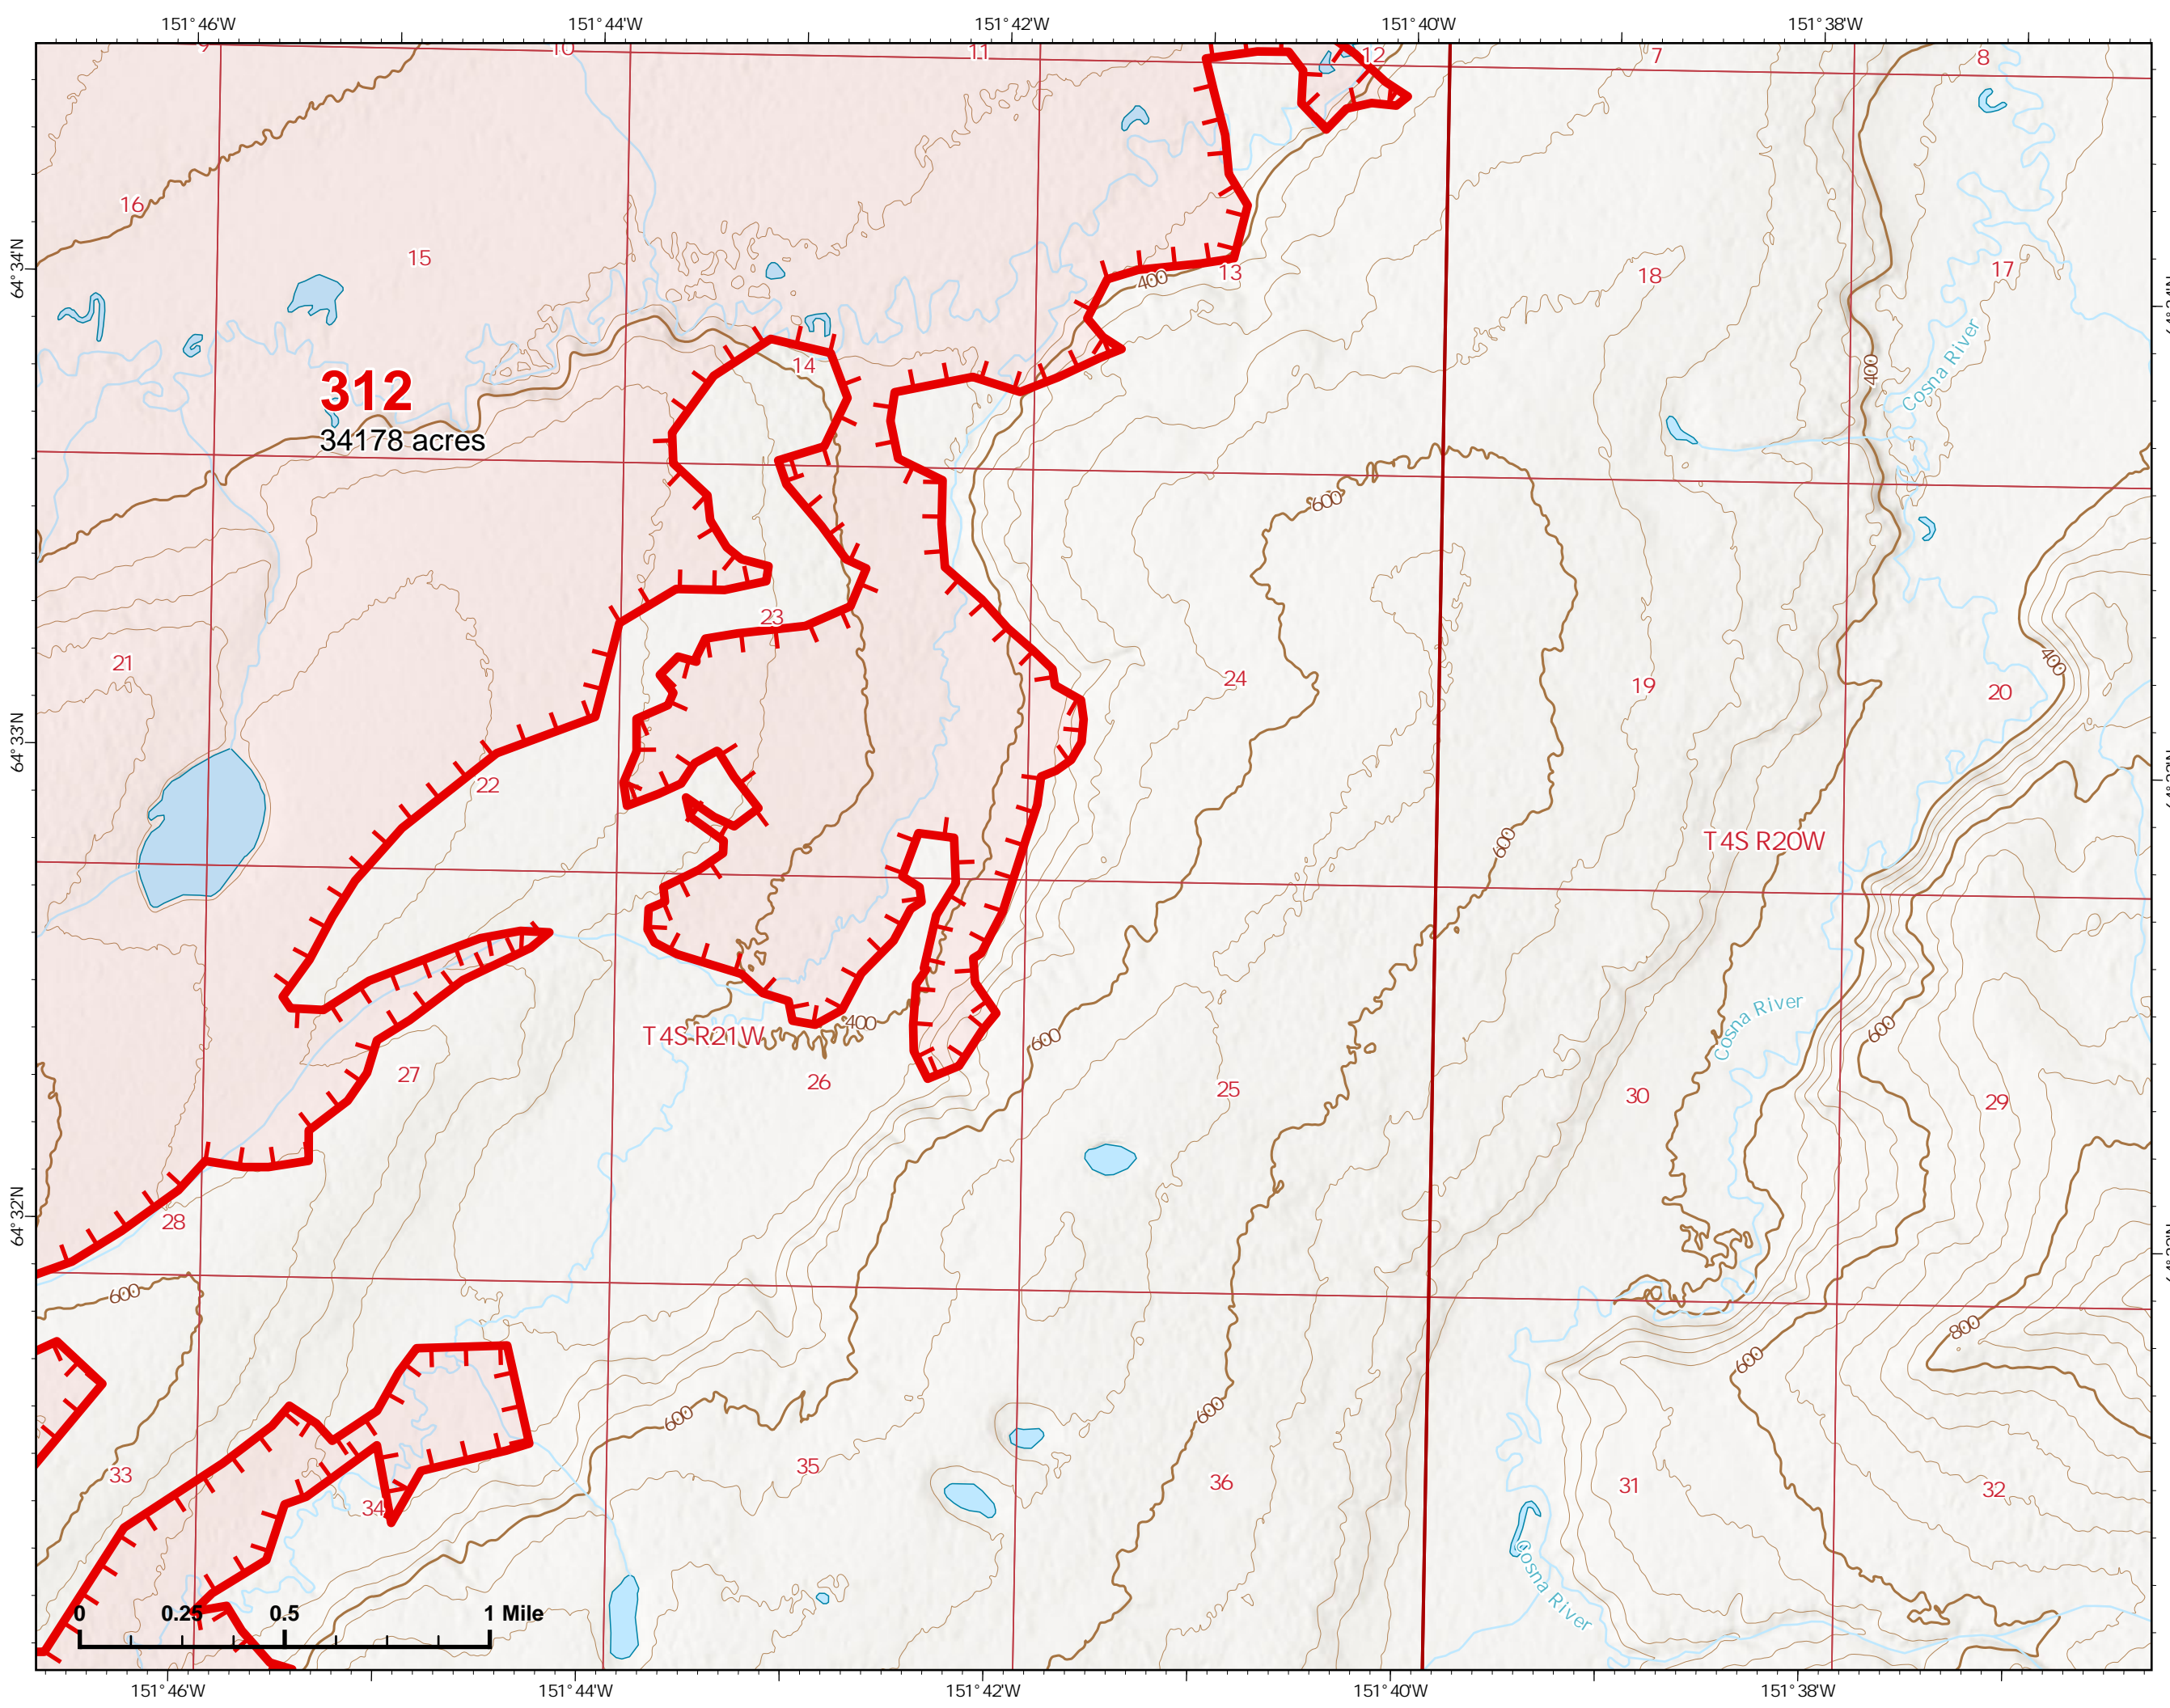 151°46'W 151°44'W 151°42'W 151°40'W 151°38'W
9 10 11 12 7 8
16 15 13 18 17
64°34'N
400
14
312
34178 acres
400
Cosna River
600
23
21 24 19 20
400
64°33'N
22
600
T4S R20W
T4S R21W
400
600
Cosna River
600
27 26 25 30 29
64°32'N
28
600
800
600
600
600
33 34 35 36 31 32
Cosna River
0 0.25 0.5 1 Mile
151°46'W 151°44'W 151°42'W 151°40'W 151°38'W